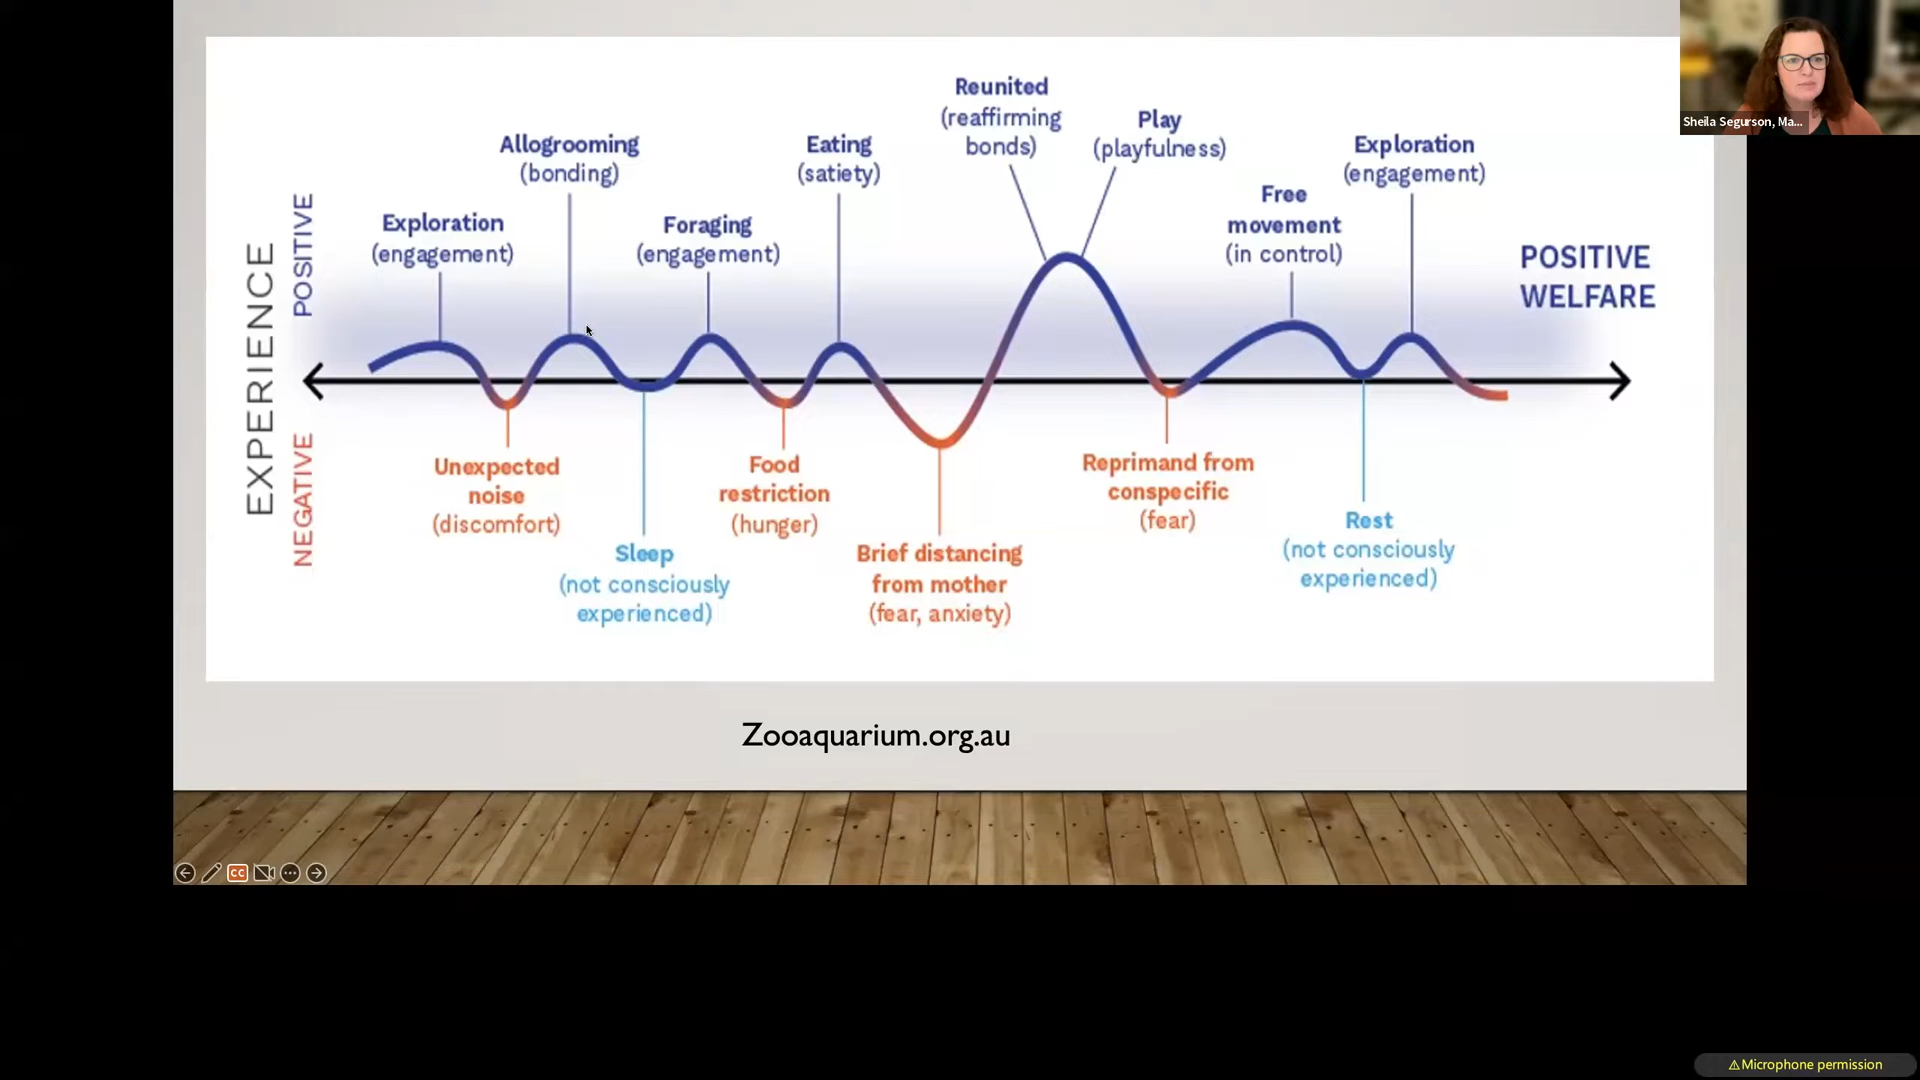 Reunited
(reaffirming
bonds)
Play
(playfulness)
Allogrooming
(bonding)
Eating
(satiety)
Exploration
(engagement)
Free
movement
(in control)
Exploration
(engagement)
Foraging
(engagement)
EXPERIENCE
POSITIVE
NEGATIVE
POSITIVE
WELFARE
Unexpected
noise
(discomfort)
Sleep
(not consciously
experienced)
Food
restriction
(hunger)
Brief distancing
from mother
(fear, anxiety)
Reprimand from
conspecific
(fear)
Rest
(not consciously
experienced)
Zooaquarium.org.au
CC
Sheila Segurson, Ma...
Microphone permission